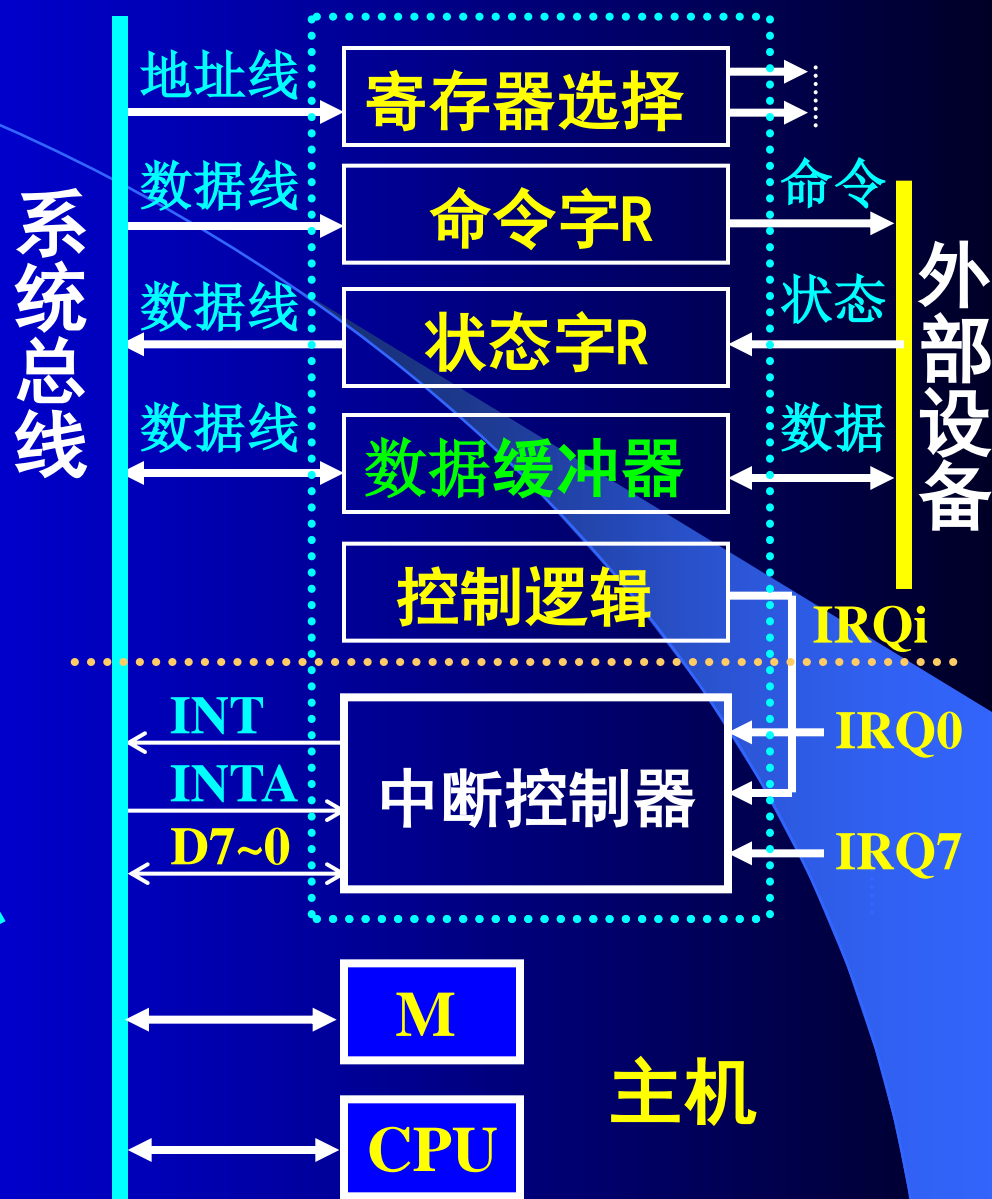 系统总线
地址线
寄存器选择
数据线
命令字R
命令
数据线
状态字R
状态
数据线
数据缓冲器
数据
外部设备
控制逻辑
IRQi
INT
INTA
D7~0
中断控制器
IRQ0
IRQ7
M
主机
CPU